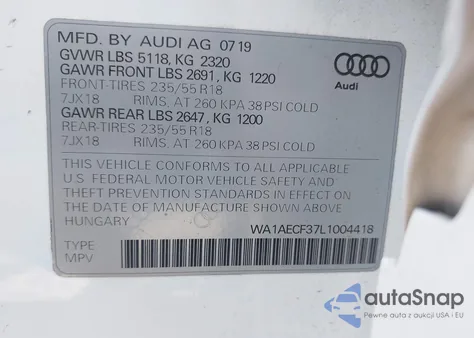 MFD. BY AUDI AG 07/19
GVWR LBS 5118, KG 2320
GAWR FRONT LBS 2691, KG 1220
FRONT-TIRES 235/55 R18
7JX18 RIMS, AT 260 KPA 38 PSI COLD
GAWR REAR LBS 2647, KG 1200
REAR-TIRES 235/55 R18
7JX18 RIMS, AT 260 KPA 38 PSI COLD
Audi
THIS VEHICLE CONFORMS TO ALL APPLICABLE
U.S. FEDERAL MOTOR VEHICLE SAFETY AND
THEFT PREVENTION STANDARDS IN EFFECT ON THE
DATE OF MANUFACTURE SHOWN ABOVE.
HUNGARY WA1AECF37L1004418
TYPE
MPV
autoSnap
Pewne auta z aukcji USA i EU